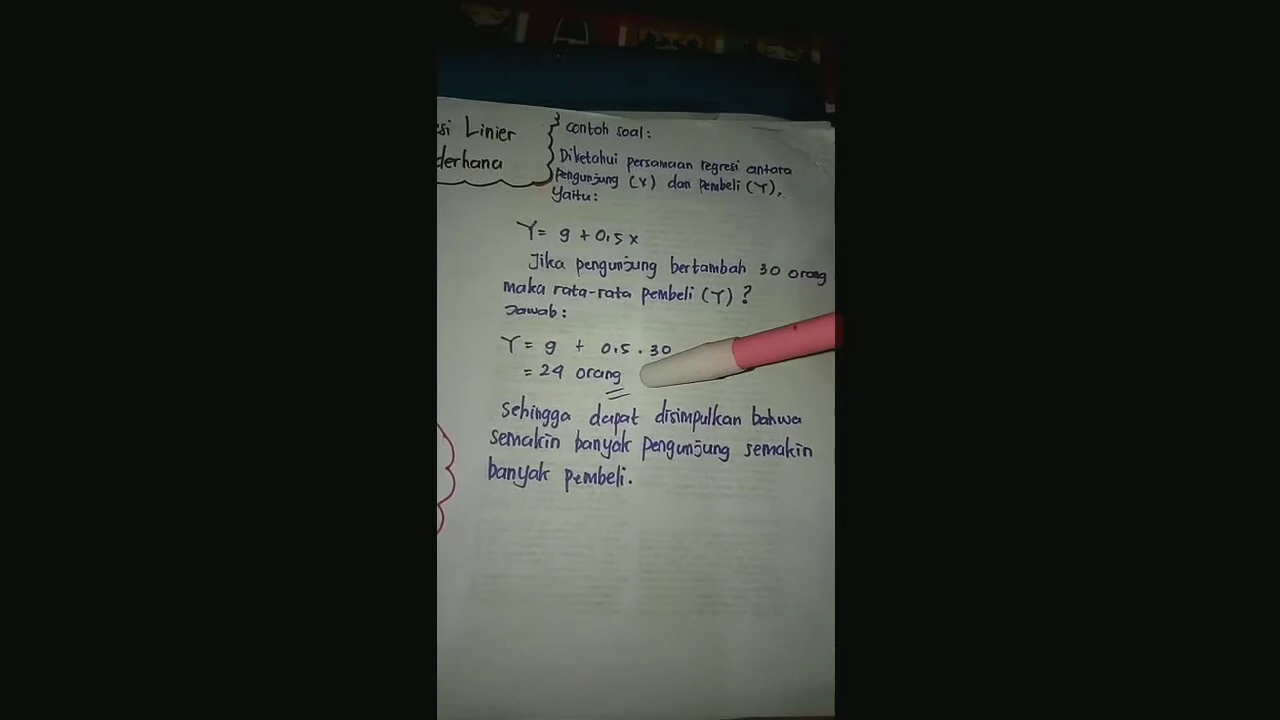 si Linier
derhana
Contoh soal:
Diketahui persamaan regresi antara
pengunjung (X) dan pembeli (Y),
Yaitu:
Y = 9 + 0,5 x
Jika pengunjung bertambah 30 orang
maka rata-rata pembeli (Y) ?
Jawab:
Y = 9 + 0.5 . 30
= 24 orang
Sehingga dapat disimpulkan bahwa
semakin banyak pengunjung semakin
banyak pembeli.